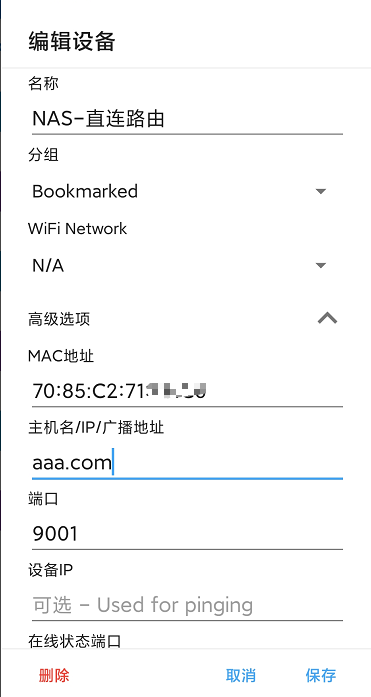 编辑设备
名称
NAS-直连路由
分组
Bookmarked
WiFi Network
N/A
高级选项
MAC地址
70:85:C2:71
主机名/IP/广播地址
aaa.com
端口
9001
设备IP
可选 - Used for pinging
在线状态端口
删除 取消 保存